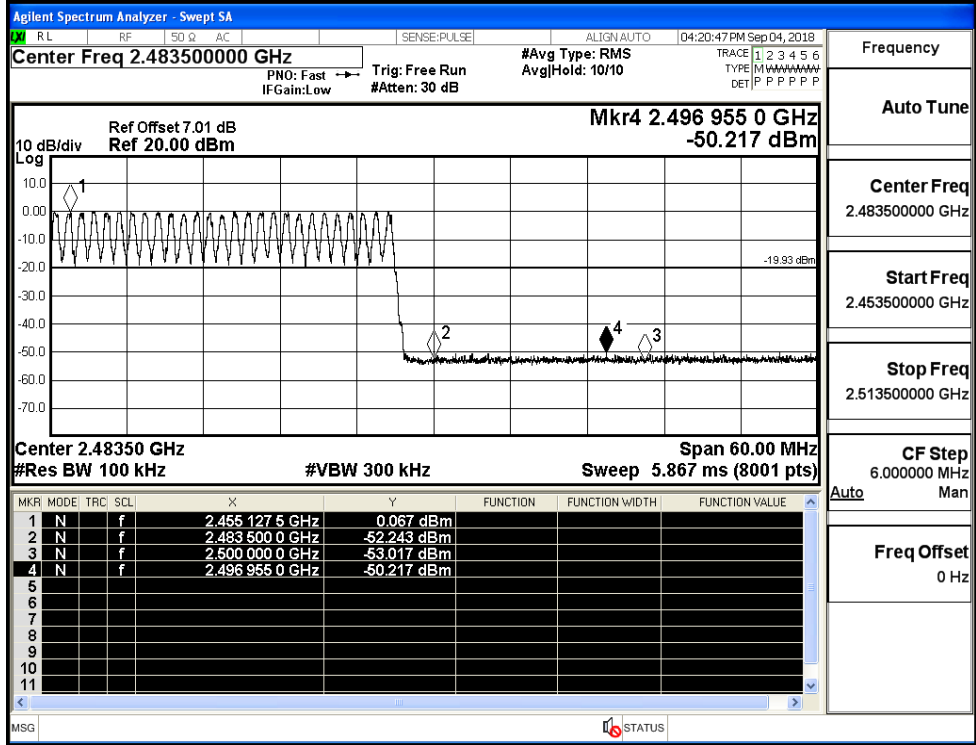 Agilent Spectrum Analyzer - Swept SA
LXI RL RF 50 Ω AC SENSE:PULSE ALIGN AUTO 04:20:47 PM Sep 04, 2018
Center Freq 2.483500000 GHz
PNO: Fast
IFGain:Low
Trig: Free Run
#Atten: 30 dB
#Avg Type: RMS
Avg|Hold: 10/10
TRACE 1 2 3 4 5 6
TYPE M WWWWW
DET P P P P P P
Mkr4 2.496 955 0 GHz
-50.217 dBm
Ref Offset 7.01 dB
10 dB/div Ref 20.00 dBm
Log
10.0
0.00
-10.0
-20.0
-30.0
-40.0
-50.0
-60.0
-70.0
1
-19.93 dBm
2
4
3
Center 2.48350 GHz Span 60.00 MHz
#Res BW 100 kHz #VBW 300 kHz Sweep 5.867 ms (8001 pts)
MKR MODE TRC SCL X Y FUNCTION FUNCTION WIDTH FUNCTION VALUE
1 N f 2.455 127 5 GHz 0.067 dBm
2 N f 2.483 500 0 GHz -52.243 dBm
3 N f 2.500 000 0 GHz -53.017 dBm
4 N f 2.496 955 0 GHz -50.217 dBm
5
6
7
8
9
10
11
MSG STATUS
Frequency
Auto Tune
Center Freq
2.483500000 GHz
Start Freq
2.453500000 GHz
Stop Freq
2.513500000 GHz
CF Step
6.000000 MHz
Auto Man
Freq Offset
0 Hz